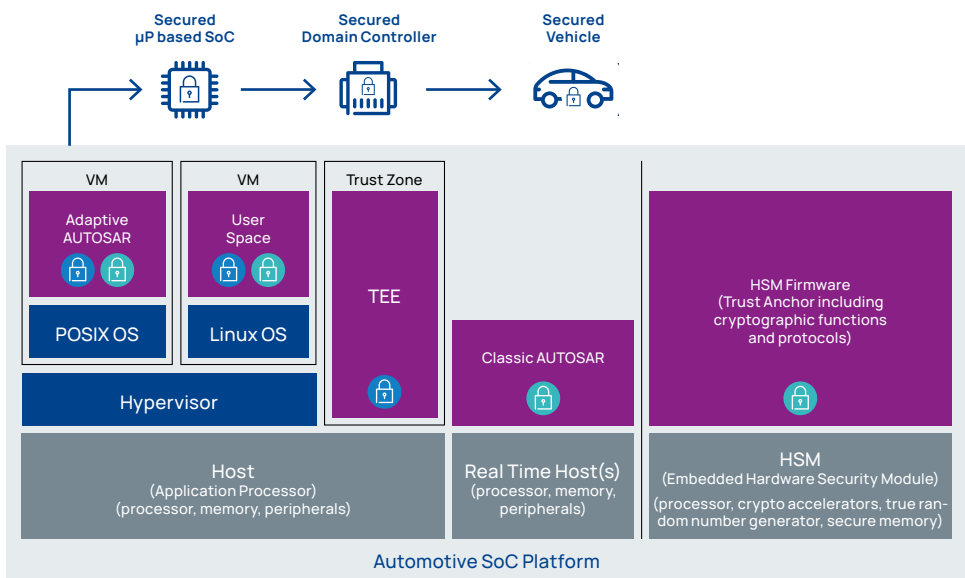 Secured
µP based SoC
Secured
Domain Controller
Secured
Vehicle
VM
Adaptive
AUTOSAR
POSIX OS
VM
User
Space
Linux OS
Hypervisor
Trust Zone
TEE
Classic AUTOSAR
HSM Firmware
(Trust Anchor including
cryptographic functions
and protocols)
Host
(Application Processor)
(processor, memory, peripherals)
Real Time Host(s)
(processor, memory,
peripherals)
HSM
(Embedded Hardware Security Module)
(processor, crypto accelerators, true ran-
dom number generator, secure memory)
Automotive SoC Platform